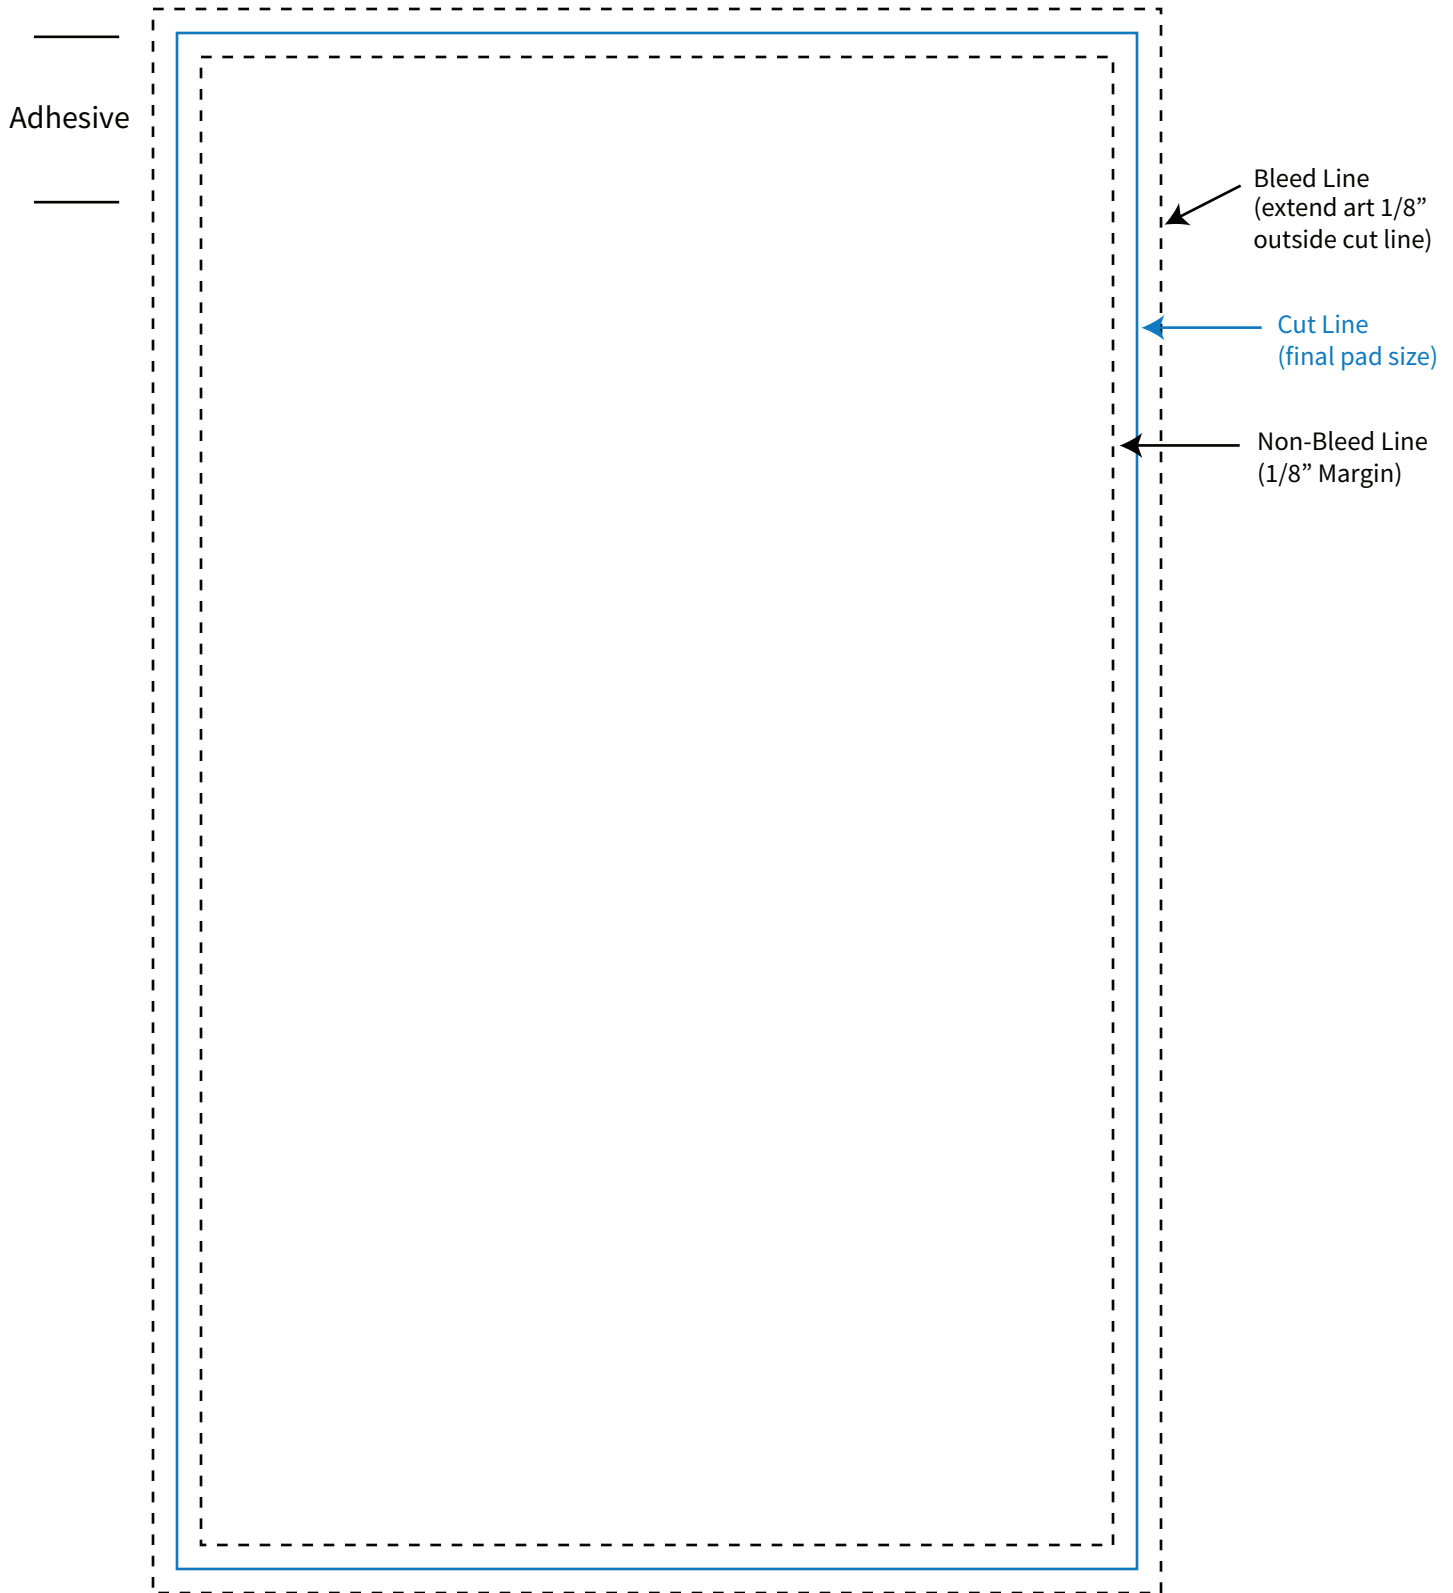 Adhesive
Bleed Line
(extend art 1/8”
outside cut line)
Cut Line
(final pad size)
Non-Bleed Line
(1/8” Margin)